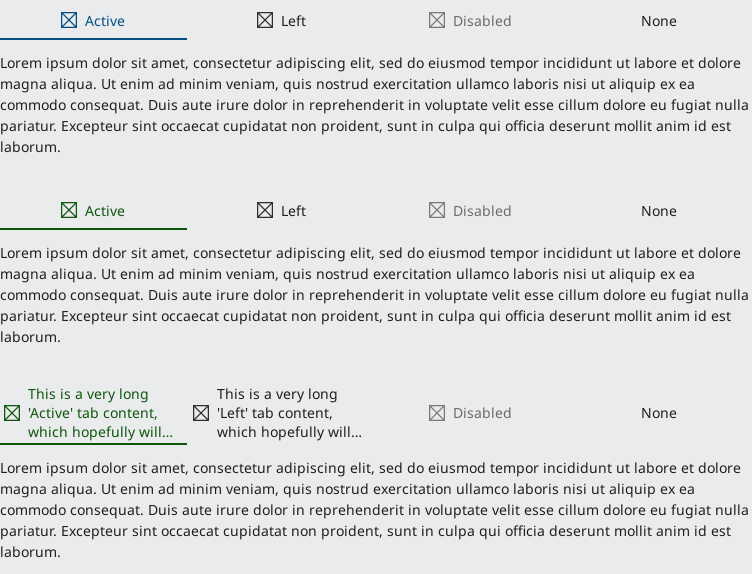 Active Left Disabled None
Lorem ipsum dolor sit amet, consectetur adipiscing elit, sed do eiusmod tempor incididunt ut labore et dolore
magna aliqua. Ut enim ad minim veniam, quis nostrud exercitation ullamco laboris nisi ut aliquip ex ea
commodo consequat. Duis aute irure dolor in reprehenderit in voluptate velit esse cillum dolore eu fugiat nulla
pariatur. Excepteur sint occaecat cupidatat non proident, sunt in culpa qui officia deserunt mollit anim id est
laborum.
Active Left Disabled None
Lorem ipsum dolor sit amet, consectetur adipiscing elit, sed do eiusmod tempor incididunt ut labore et dolore
magna aliqua. Ut enim ad minim veniam, quis nostrud exercitation ullamco laboris nisi ut aliquip ex ea
commodo consequat. Duis aute irure dolor in reprehenderit in voluptate velit esse cillum dolore eu fugiat nulla
pariatur. Excepteur sint occaecat cupidatat non proident, sunt in culpa qui officia deserunt mollit anim id est
laborum.
This is a very long
'Active' tab content,
which hopefully will...
This is a very long
'Left' tab content,
which hopefully will...
Disabled
None
Lorem ipsum dolor sit amet, consectetur adipiscing elit, sed do eiusmod tempor incididunt ut labore et dolore
magna aliqua. Ut enim ad minim veniam, quis nostrud exercitation ullamco laboris nisi ut aliquip ex ea
commodo consequat. Duis aute irure dolor in reprehenderit in voluptate velit esse cillum dolore eu fugiat nulla
pariatur. Excepteur sint occaecat cupidatat non proident, sunt in culpa qui officia deserunt mollit anim id est
laborum.